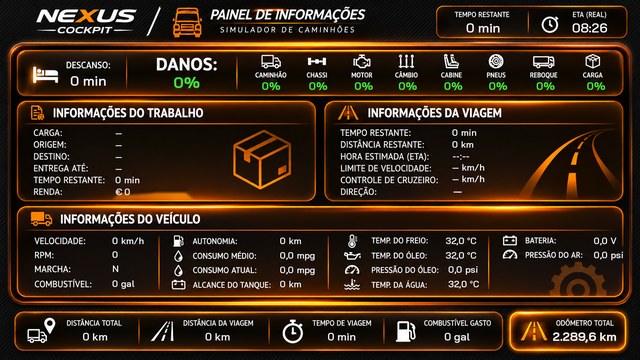 NEXUS
COCKPIT
PAINEL DE INFORMAÇÕES
SIMULADOR DE CAMINHÕES
TEMPO RESTANTE
0 min
ETA (REAL)
08:26
DESCANSO:
0 min
DANOS:
0%
CAMINHÃO
0%
CHASSI
0%
MOTOR
0%
CÂMBIO
0%
CABINE
0%
PNEUS
0%
REBOQUE
0%
CARGA
0%
INFORMAÇÕES DO TRABALHO
CARGA: —
ORIGEM: —
DESTINO: —
ENTREGA ATÉ: —
TEMPO RESTANTE: 0 min
RENDA: € 0
INFORMAÇÕES DA VIAGEM
TEMPO RESTANTE: 0 min
DISTÂNCIA RESTANTE: 0 km
HORA ESTIMADA (ETA): --:--
LIMITE DE VELOCIDADE: — km/h
CONTROLE DE CRUZEIRO: — km/h
DIREÇÃO: —
INFORMAÇÕES DO VEÍCULO
VELOCIDADE: 0 km/h
RPM: 0
MARCHA: N
COMBUSTÍVEL: 0 gal
AUTONOMIA: 0 km
CONSUMO MÉDIO: 0,0 mpg
CONSUMO ATUAL: 0,0 mpg
ALCANCE DO TANQUE: 0 km
TEMP. DO FREIO: 32,0 °C
TEMP. DO ÓLEO: 32,0 °C
PRESSÃO DO ÓLEO: 0,0 psi
TEMP. DA ÁGUA: 32,0 °C
BATERIA: 0,0 V
PRESSÃO DO AR: 0,0 psi
DISTÂNCIA TOTAL
0 km
DISTÂNCIA DA VIAGEM
0 km
TEMPO DE VIAGEM
0 min
COMBUSTÍVEL GASTO
0 gal
ODÔMETRO TOTAL
2.289,6 km